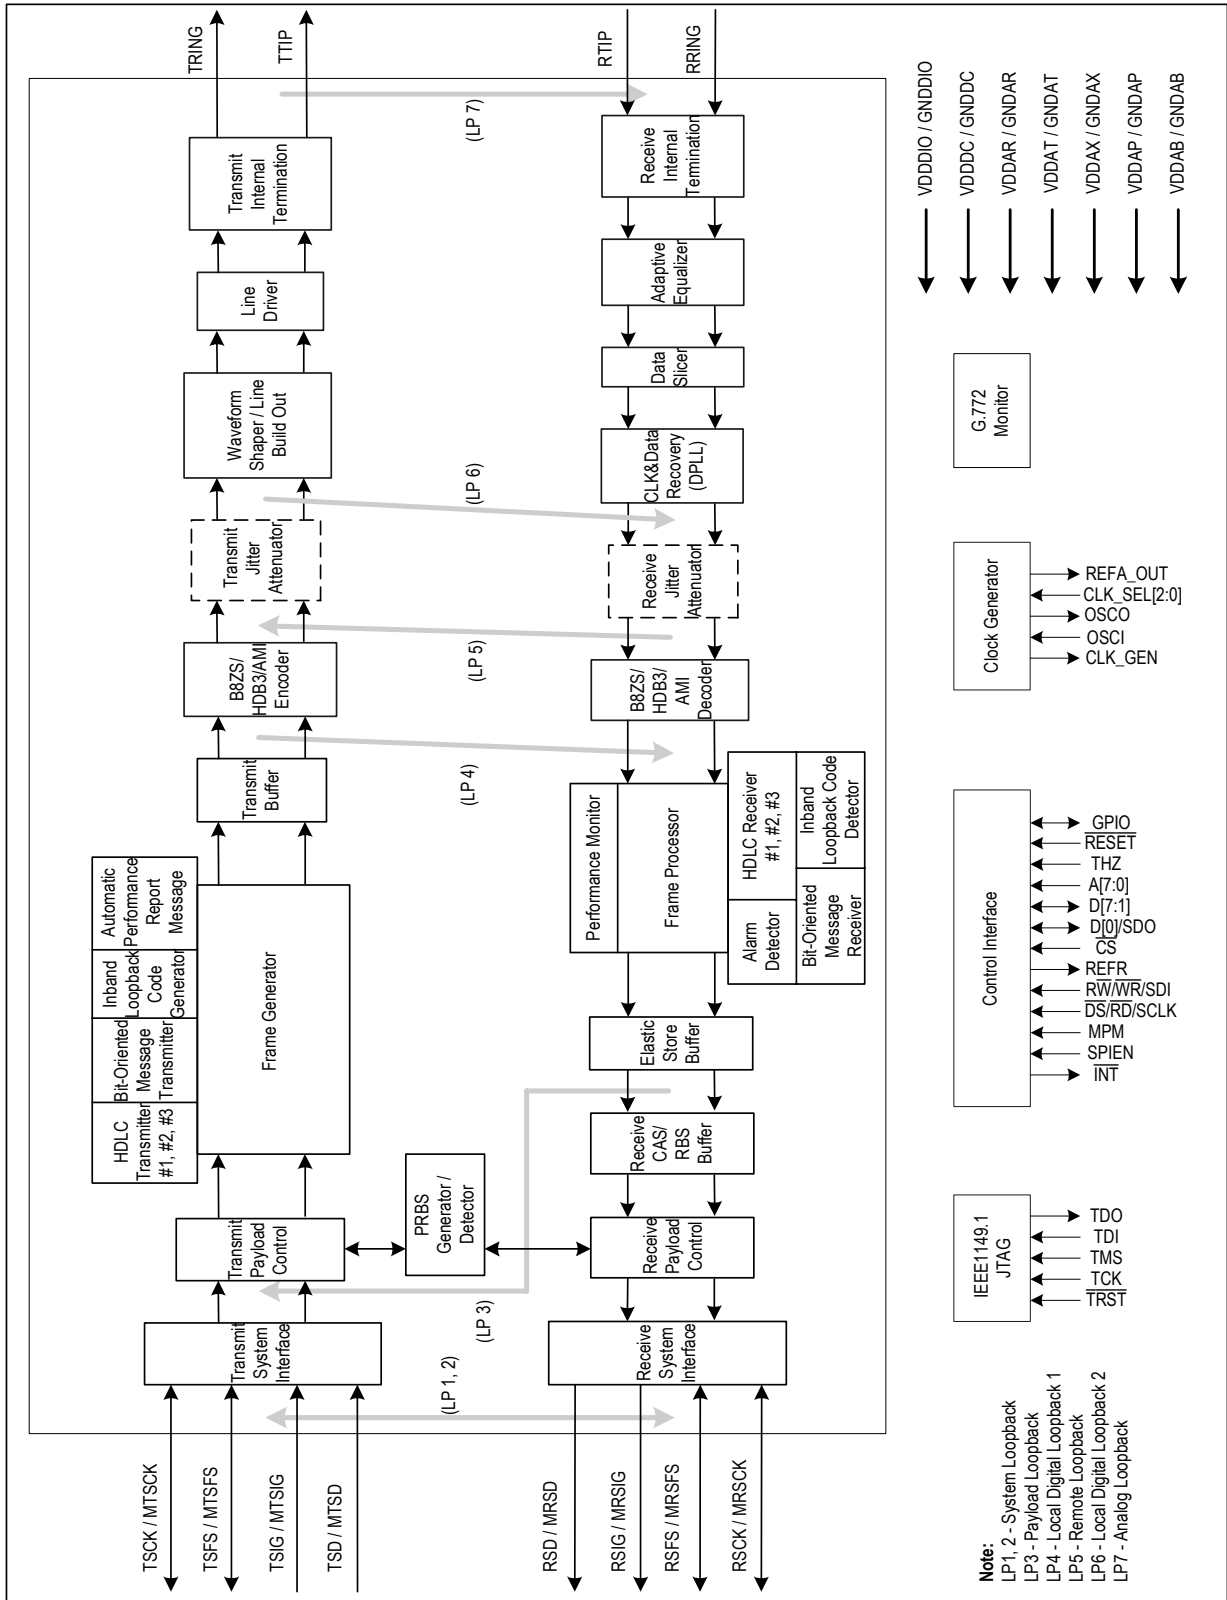 TRING
TTIP
RTIP
RRING
(LP 7)
Transmit
Internal
Termination
Receive
Internal
Termination
Line
Driver
Adaptive
Equalizer
Waveform
Shaper / Line
Build Out
Data
Slicer
CLK&Data
Recovery
(DPLL)
(LP 6)
Transmit
Jitter
Attenuator
Receive
Jitter
Attenuator
(LP 5)
B8ZS/
HDB3/AMI
Encoder
B8ZS/
HDB3/
AMI
Decoder
(LP 4)
Transmit
Buffer
Automatic
Performance
Report
Message
Inband
Loopback
Code
Generator
Bit-Oriented
Message
Transmitter
HDLC
Transmitter
#1, #2, #3
Frame Generator
Performance Monitor
Frame Processor
HDLC Receiver
#1, #2, #3
Inband
Loopback Code
Detector
Alarm
Detector
Bit-Oriented
Message
Receiver
Elastic
Store
Buffer
Receive
CAS/
RBS
Buffer
PRBS
Generator /
Detector
Transmit
Payload
Control
Receive
Payload
Control
(LP 3)
Transmit
System
Interface
Receive
System
Interface
(LP 1, 2)
TSCK / MTSCK
TSFS / MTSFS
TSIG / MTSIG
TSD / MTSD
RSD / MRSD
RSIG / MRSIG
RSFS / MRSFS
RSCK / MRSCK
VDDDIO / GNDDIO
VDDDC / GNDDC
VDDAR / GNDAR
VDDAT / GNDAT
VDDAX / GNDAX
VDDAP / GNDAP
VDDAB / GNDAB
G.772
Monitor
Clock Generator
REFA_OUT
CLK_SEL[2:0]
OSCO
OSCI
CLK_GEN
Control Interface
GPIO
RESET
THZ
A[7:0]
D[7:1]
D[0]/SDO
CS
REFR
RW/WR/SDI
DS/RD/SCLK
MPM
SPIEN
INT
IEEE1149.1
JTAG
TDO
TDI
TMS
TCK
TRST
Note:
LP1, 2 - System Loopback
LP3 - Payload Loopback
LP4 - Local Digital Loopback 1
LP5 - Remote Loopback
LP6 - Local Digital Loopback 2
LP7 - Analog Loopback